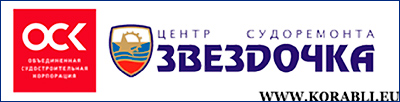 ОСК
ОБЪЕДИНЕННАЯ
СУДОСТРОИТЕЛЬНАЯ
КОРПОРАЦИЯ
ЦЕНТР СУДОРЕМОНТА
ЗВЕЗДОЧКА
WWW.KORABLI.EU